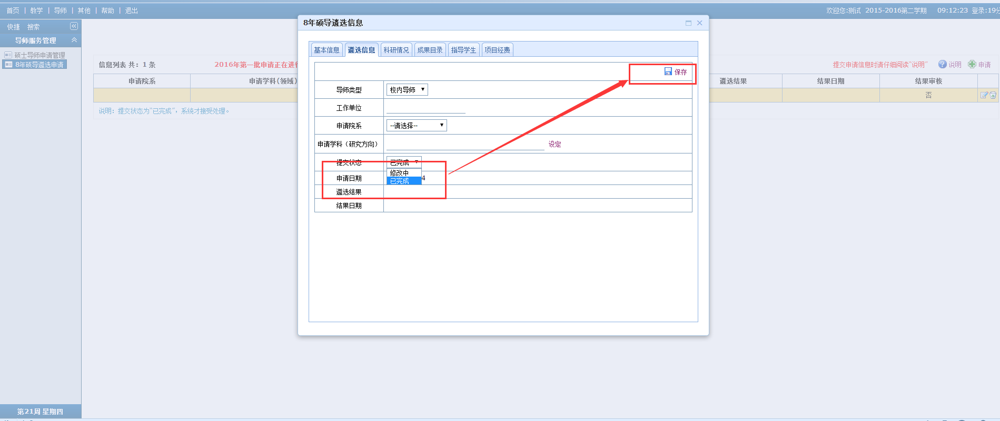 首页 | 教学 | 导师 | 其他 | 帮助 | 退出
欢迎您:测试 2015-2016第二学期 09:12:23 登录:19分
快捷 搜索
导师服务管理
硕士导师申请管理
8年硕导遴选申请
信息列表 共: 1 条
2016年第一批申请正在进行
提交申请信息时请仔细阅读“说明”
说明
申请
申请院系 申请学科(领域) 遴选结果 结果日期 结果审核
否
说明: 提交状态为“已完成”, 系统才接受处理。
8年硕导遴选信息
基本信息 遴选信息 科研情况 成果目录 指导学生 项目经费
保存
导师类型 校内导师
工作单位
申请院系 --请选择--
申请学科（研究方向） 设定
提交状态 已完成
修改中
申请日期 4
已完成
遴选结果
结果日期
第21周 星期四